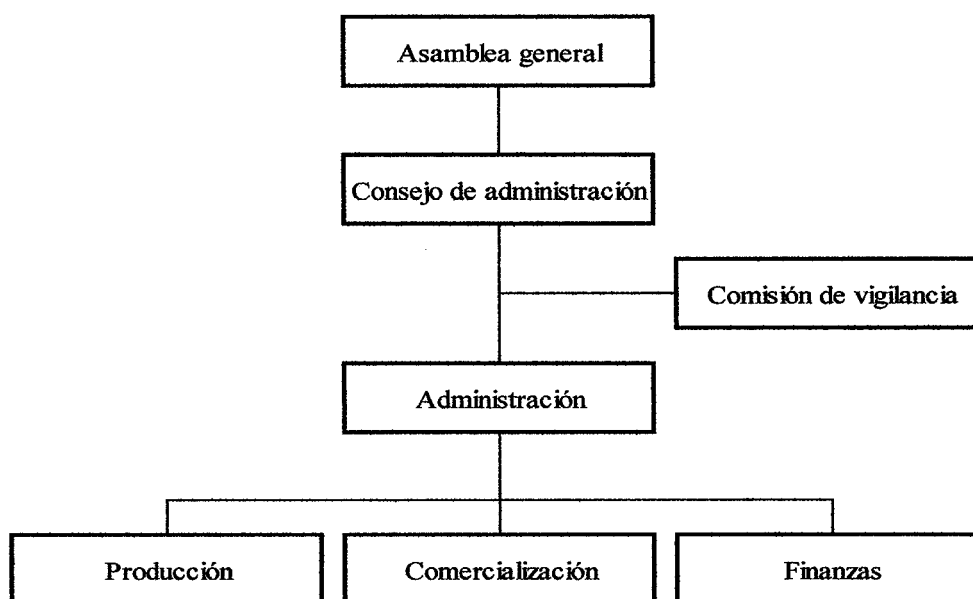 Asamblea general
Consejo de administración
Comisión de vigilancia
Administración
Producción
Comercialización
Finanzas